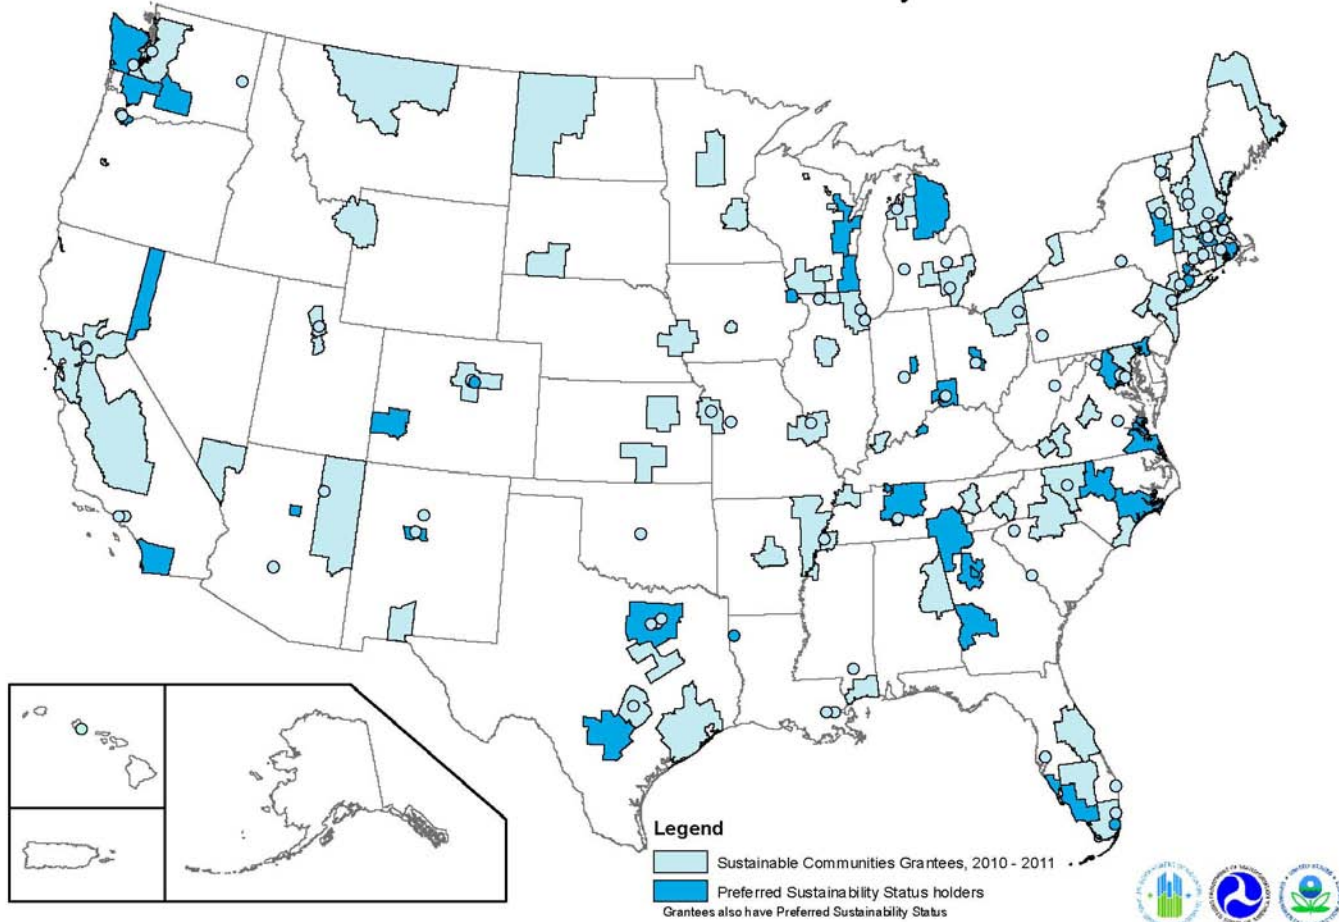 Legend
Sustainable Communities Grantees, 2010 - 2011
Preferred Sustainability Status holders
Grantees also have Preferred Sustainability Status